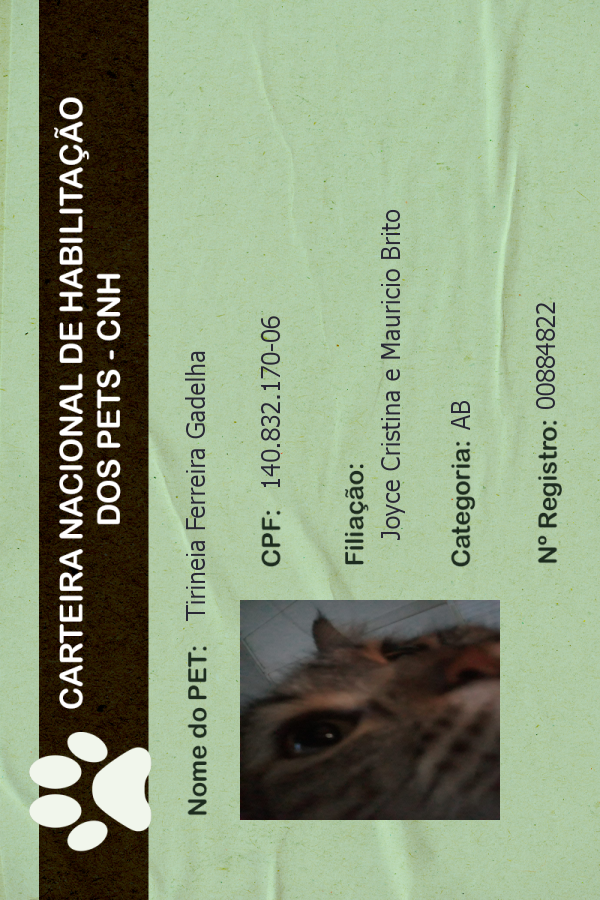 CARTEIRA NACIONAL DE HABILITAÇÃO
DOS PETS - CNH
Nome do PET: Tirineia Ferreira Gadelha
CPF: 140.832.170-06
Filiação:
Joyce Cristina e Mauricio Brito
Categoria: AB
Nº Registro: 00884822